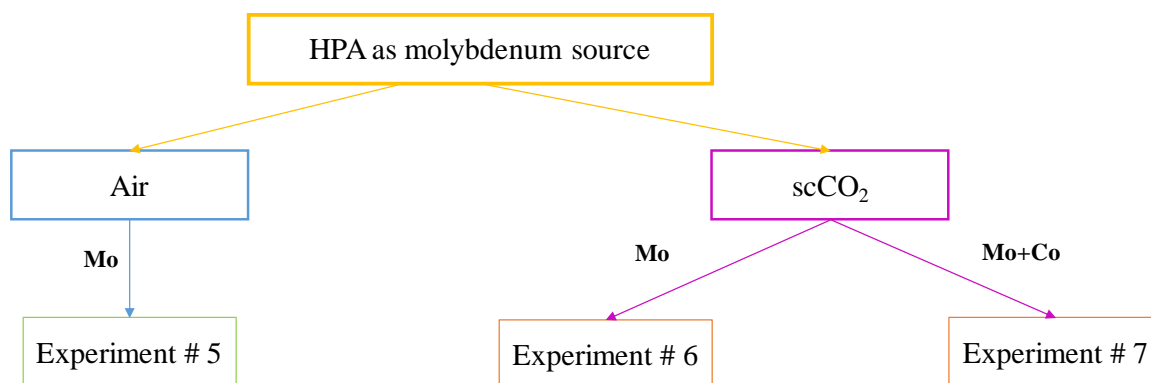 HPA as molybdenum source
Air
scCO₂
Mo
Mo
Mo+Co
Experiment # 5
Experiment # 6
Experiment # 7